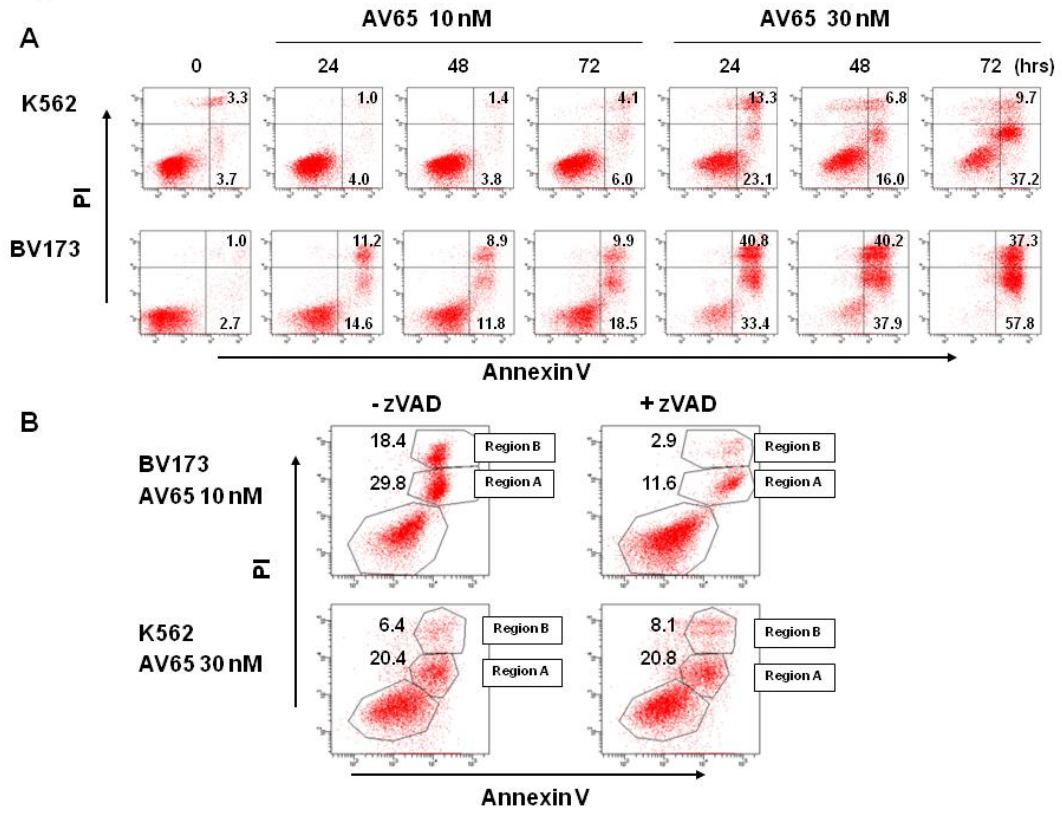 A
AV65 10 nM
AV65 30 nM
0 24 48 72 24 48 72 (hrs)
K562
3.3 1.0 1.4 4.1 13.3 6.8 9.7
3.7 4.0 3.8 6.0 23.1 16.0 37.2
PI
BV173
1.0 11.2 8.9 9.9 40.8 40.2 37.3
2.7 14.6 11.8 18.5 33.4 37.9 57.8
Annexin V
B
- zVAD + zVAD
BV173
AV65 10 nM
18.4 Region B 2.9 Region B
29.8 Region A 11.6 Region A
PI
K562
AV65 30 nM
6.4 Region B 8.1 Region B
20.4 Region A 20.8 Region A
Annexin V